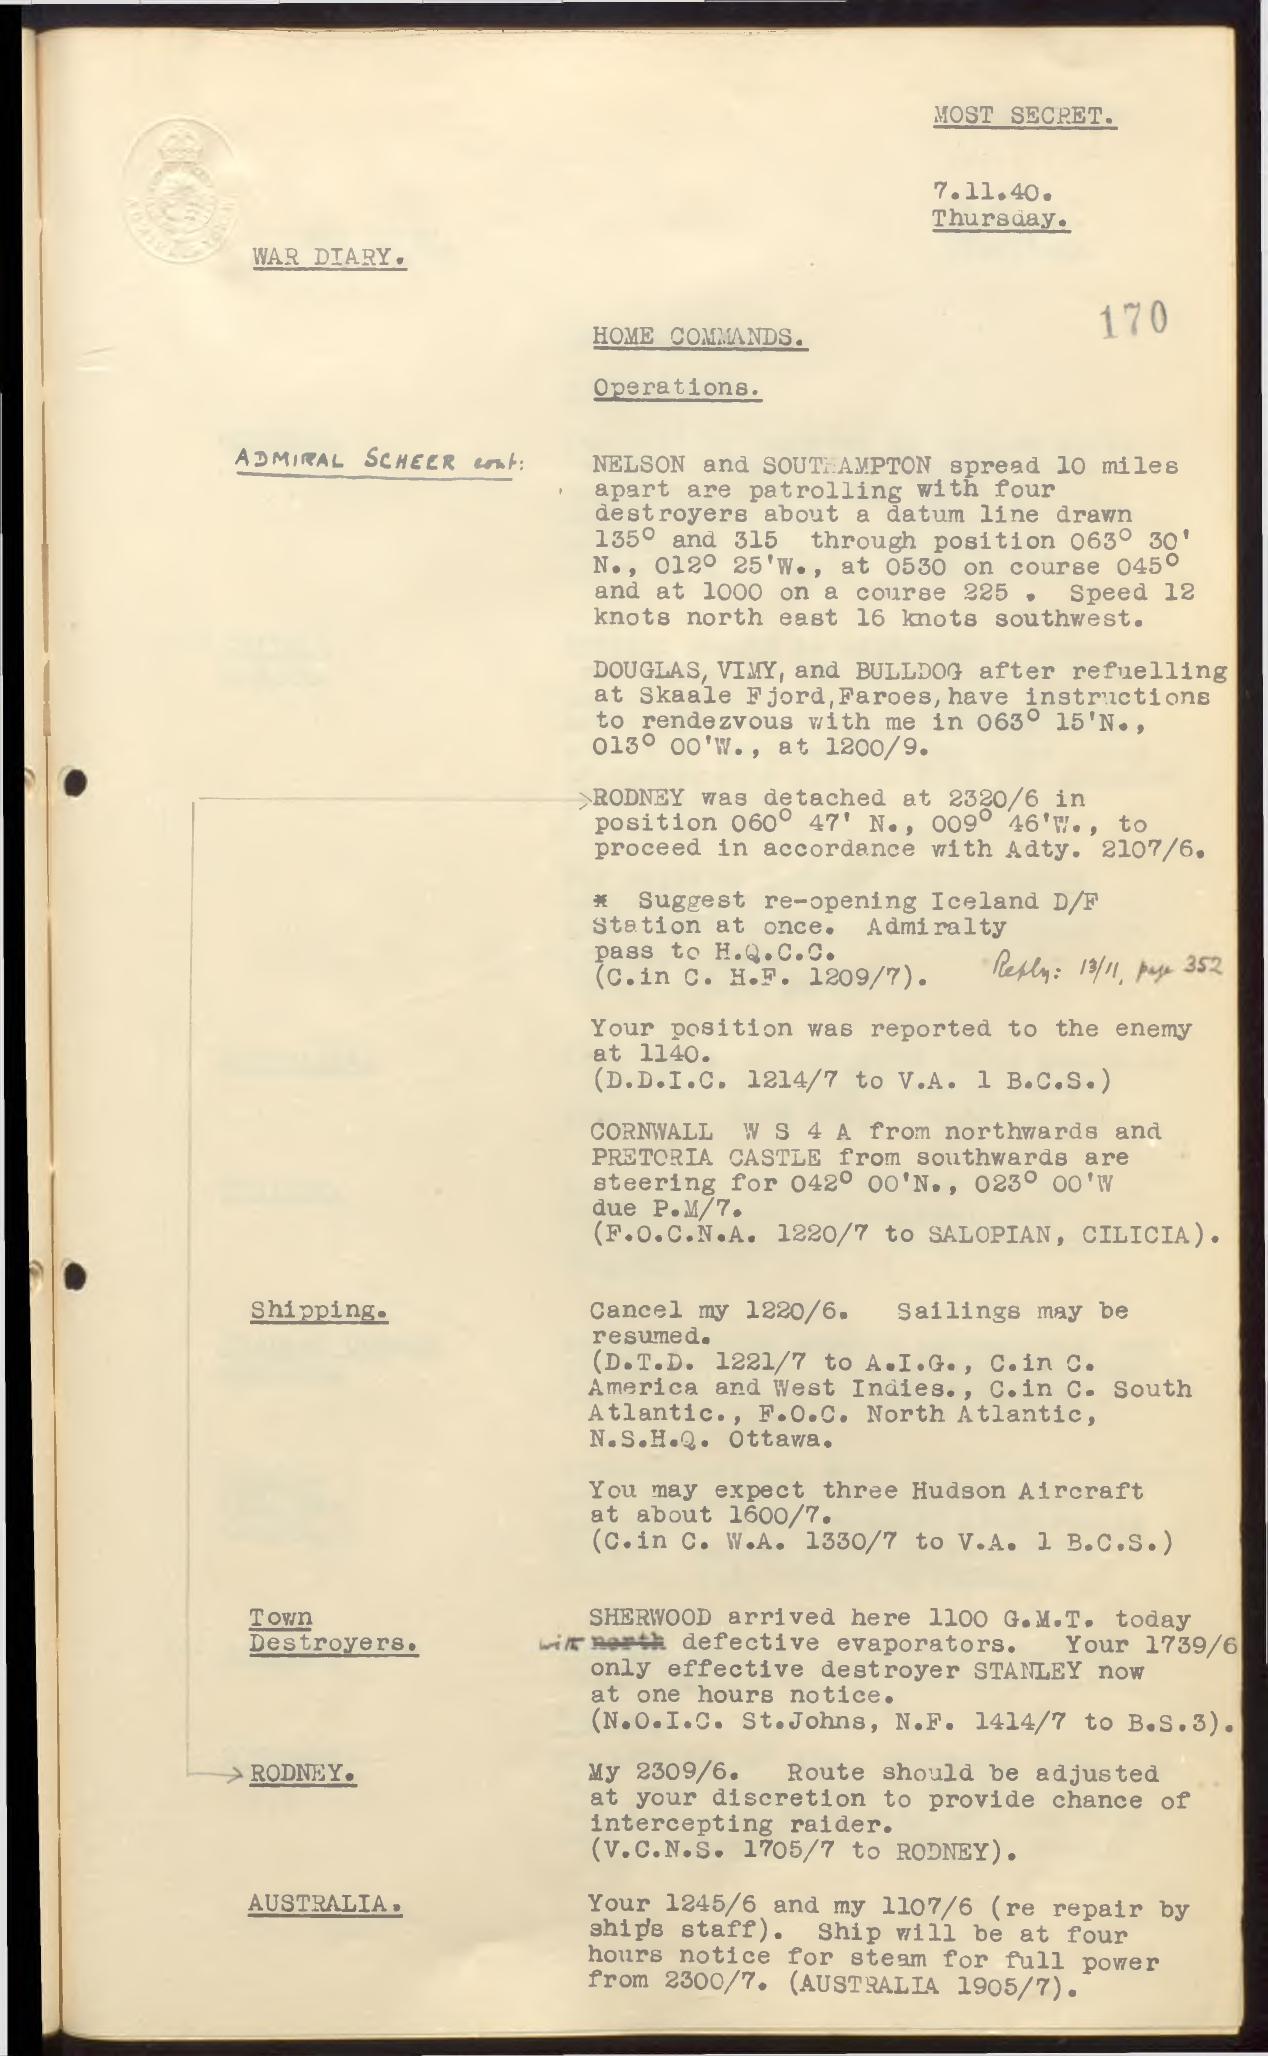 MOST SECRET.
7.11.40.
Thursday.
WAR DIARY.
170
HOME COMMANDS.
Operations.
ADMIRAL SCHEER cont:
NELSON and SOUTHAMPTON spread 10 miles
apart are patrolling with four
destroyers about a datum line drawn
135° and 315 through position 063° 30'
N., 012° 25'W., at 0530 on course 045°
and at 1000 on a course 225 . Speed 12
knots north east 16 knots southwest.
DOUGLAS, VIMY, and BULLDOG after refuelling
at Skaale Fjord, Faroes, have instructions
to rendezvous with me in 063° 15'N.,
013° 00'W., at 1200/9.
RODNEY was detached at 2320/6 in
position 060° 47' N., 009° 46'W., to
proceed in accordance with Adty. 2107/6.
* Suggest re-opening Iceland D/F
Station at once. Admiralty
pass to H.Q.C.C.
(C.in C. H.F. 1209/7).
Reply: 13/11, page 352
Your position was reported to the enemy
at 1140.
(D.D.I.C. 1214/7 to V.A. 1 B.C.S.)
CORNWALL W S 4 A from northwards and
PRETORIA CASTLE from southwards are
steering for 042° 00'N., 023° 00'W
due P.M/7.
(F.O.C.N.A. 1220/7 to SALOPIAN, CILICIA).
Shipping.
Cancel my 1220/6. Sailings may be
resumed.
(D.T.D. 1221/7 to A.I.G., C.in C.
America and West Indies., C.in C. South
Atlantic., F.O.C. North Atlantic,
N.S.H.Q. Ottawa.
You may expect three Hudson Aircraft
at about 1600/7.
(C.in C. W.A. 1330/7 to V.A. 1 B.C.S.)
Town
Destroyers.
SHERWOOD arrived here 1100 G.M.T. today
with north defective evaporators. Your 1739/6
only effective destroyer STANLEY now
at one hours notice.
(N.O.I.C. St.Johns, N.F. 1414/7 to B.S.3).
RODNEY.
My 2309/6. Route should be adjusted
at your discretion to provide chance of
intercepting raider.
(V.C.N.S. 1705/7 to RODNEY).
AUSTRALIA.
Your 1245/6 and my 1107/6 (re repair by
ship's staff). Ship will be at four
hours notice for steam for full power
from 2300/7. (AUSTRALIA 1905/7).